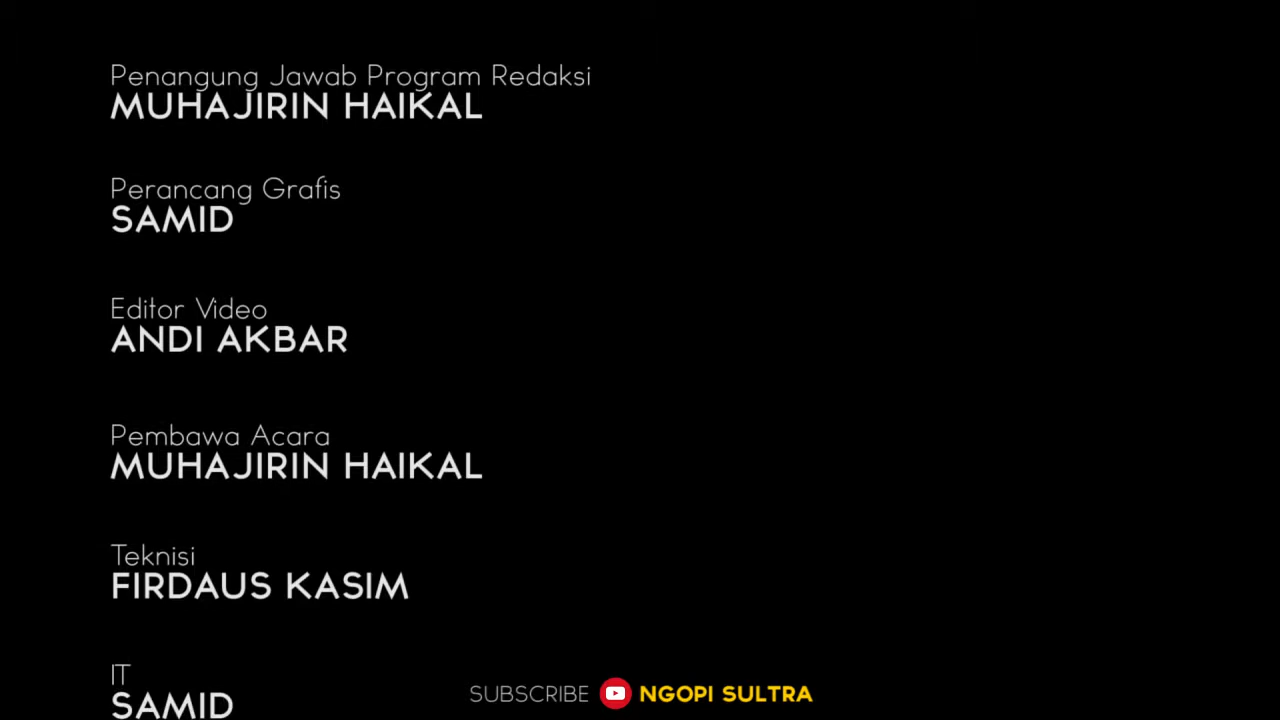 Penangung Jawab Program Redaksi
MUHAJIRIN HAIKAL
Perancang Grafis
SAMID
Editor Video
ANDI AKBAR
Pembawa Acara
MUHAJIRIN HAIKAL
Teknisi
FIRDAUS KASIM
IT
SAMID
SUBSCRIBE NGOPI SULTRA